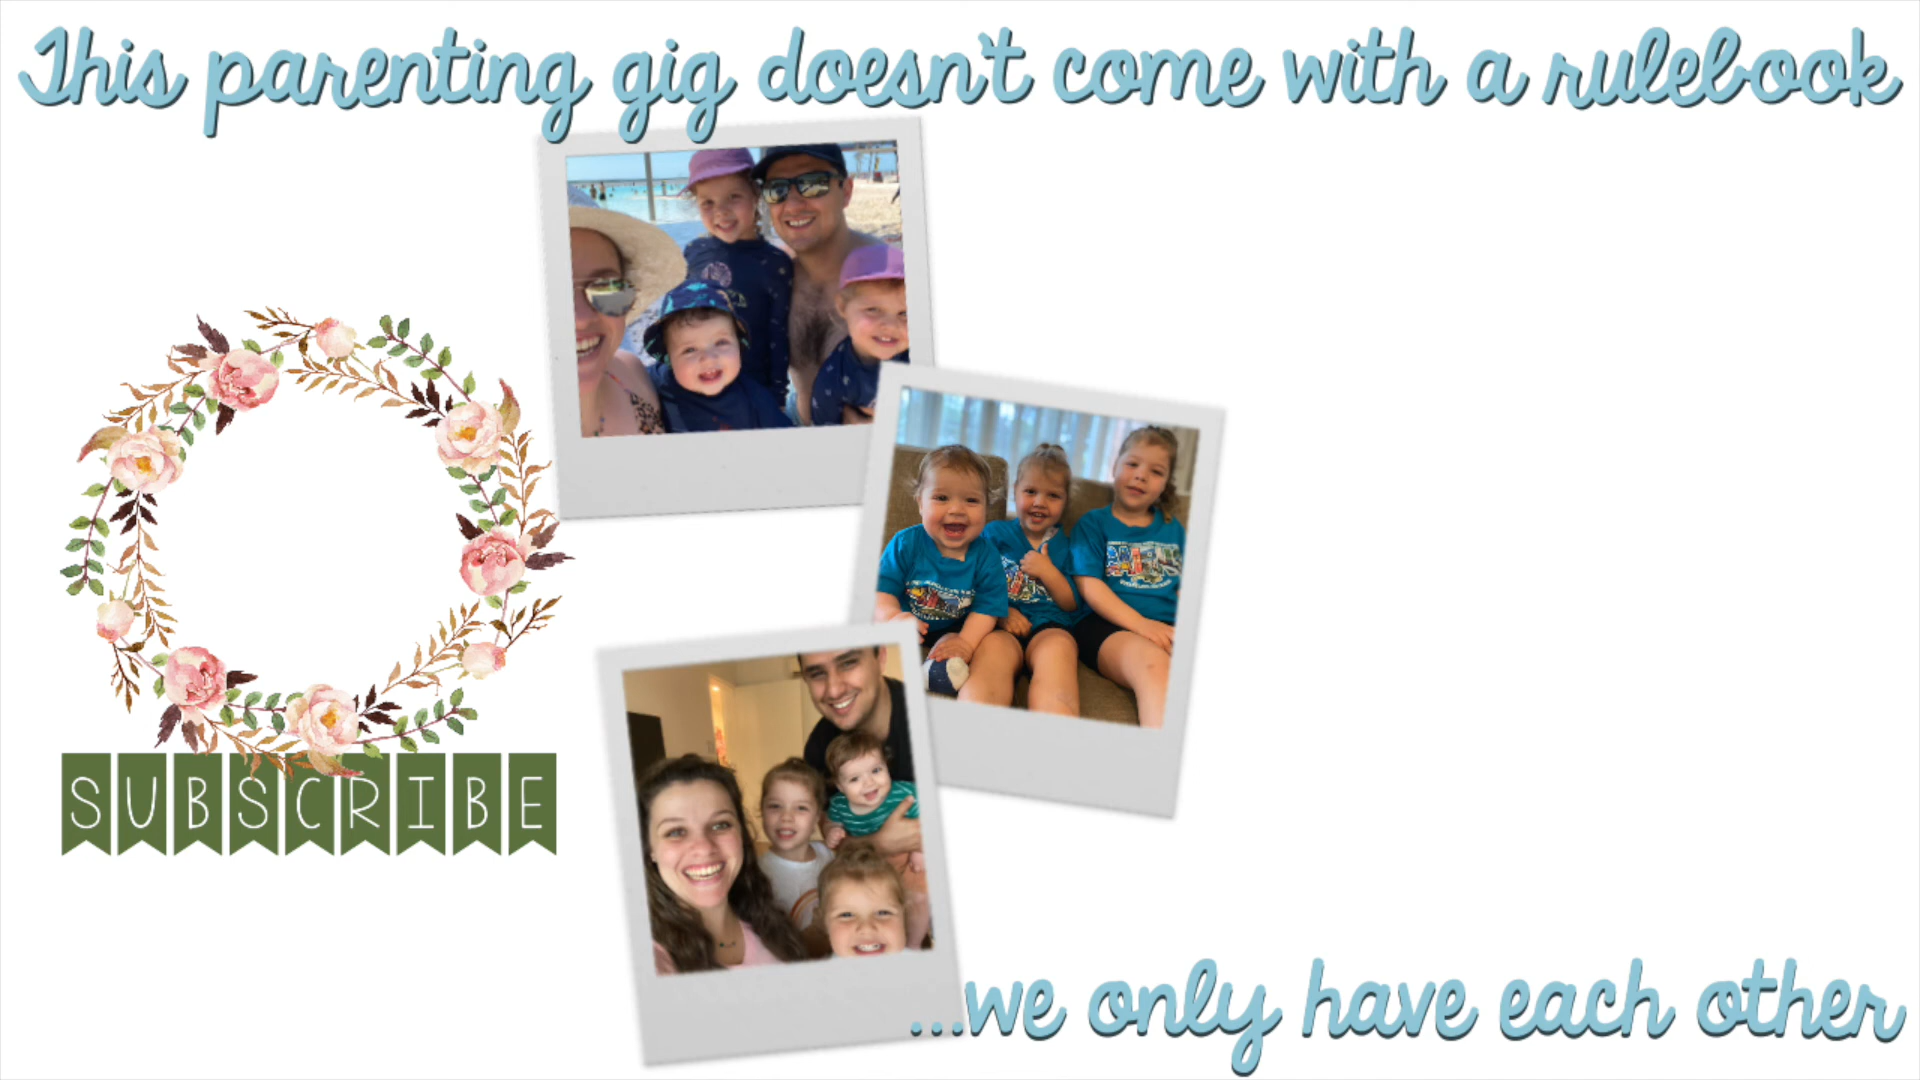 This parenting gig doesn't come with a rulebook
SUBSCRIBE
...we only have each other